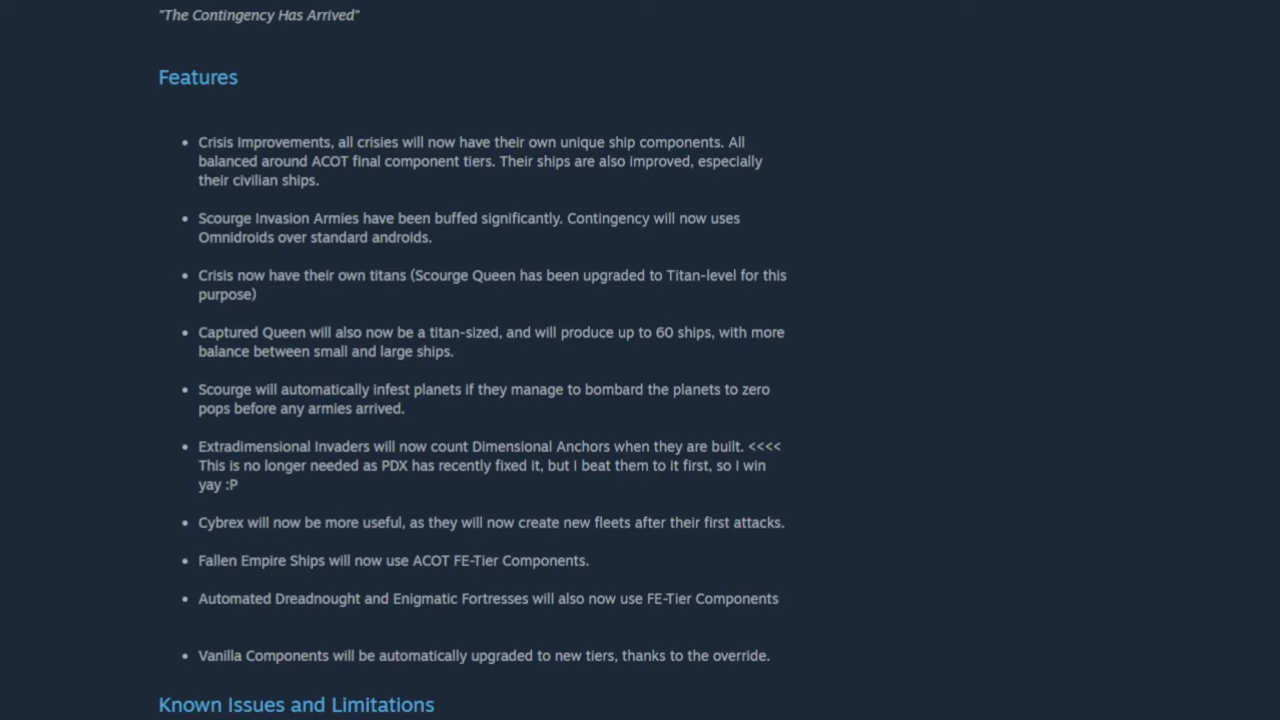 "The Contingency Has Arrived"
Features
• Crisis Improvements, all crisies will now have their own unique ship components. All
balanced around ACOT final component tiers. Their ships are also improved, especially
their civilian ships.
• Scourge Invasion Armies have been buffed significantly. Contingency will now uses
Omnidroids over standard androids.
• Crisis now have their own titans (Scourge Queen has been upgraded to Titan-level for this
purpose)
• Captured Queen will also now be a titan-sized, and will produce up to 60 ships, with more
balance between small and large ships.
• Scourge will automatically infest planets if they manage to bombard the planets to zero
pops before any armies arrived.
• Extradimensional Invaders will now count Dimensional Anchors when they are built. <<<<
This is no longer needed as PDX has recently fixed it, but I beat them to it first, so I win
yay :P
• Cybrex will now be more useful, as they will now create new fleets after their first attacks.
• Fallen Empire Ships will now use ACOT FE-Tier Components.
• Automated Dreadnought and Enigmatic Fortresses will also now use FE-Tier Components
• Vanilla Components will be automatically upgraded to new tiers, thanks to the override.
Known Issues and Limitations